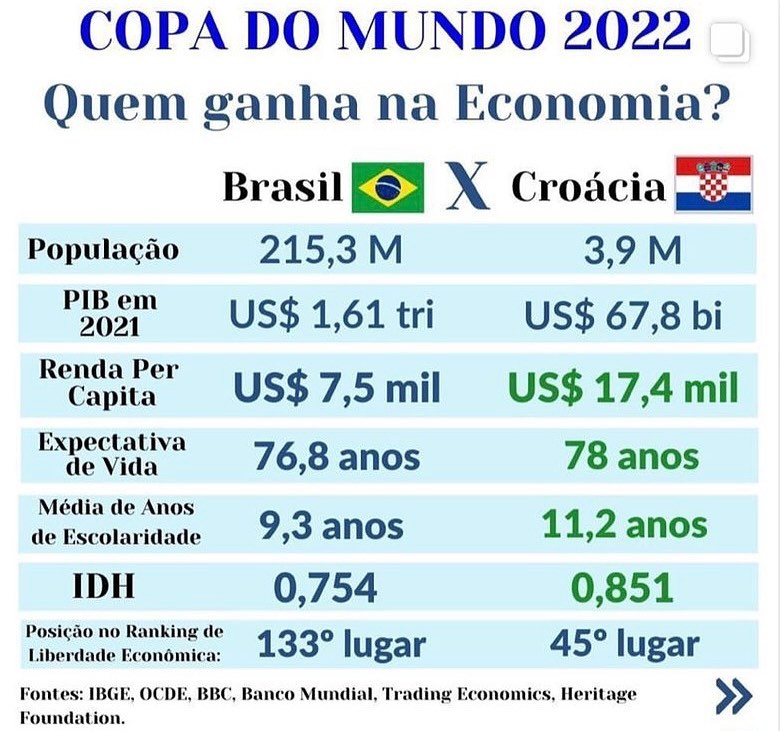 COPA DO MUNDO 2022
Quem ganha na Economia?
Brasil X Croácia
População 215,3 M 3,9 M
PIB em
2021 US$ 1,61 tri US$ 67,8 bi
Renda Per
Capita US$ 7,5 mil US$ 17,4 mil
Expectativa
de Vida 76,8 anos 78 anos
Média de Anos
de Escolaridade 9,3 anos 11,2 anos
IDH 0,754 0,851
Posição no Ranking de
Liberdade Econômica: 133º lugar 45º lugar
Fontes: IBGE, OCDE, BBC, Banco Mundial, Trading Economics, Heritage
Foundation.